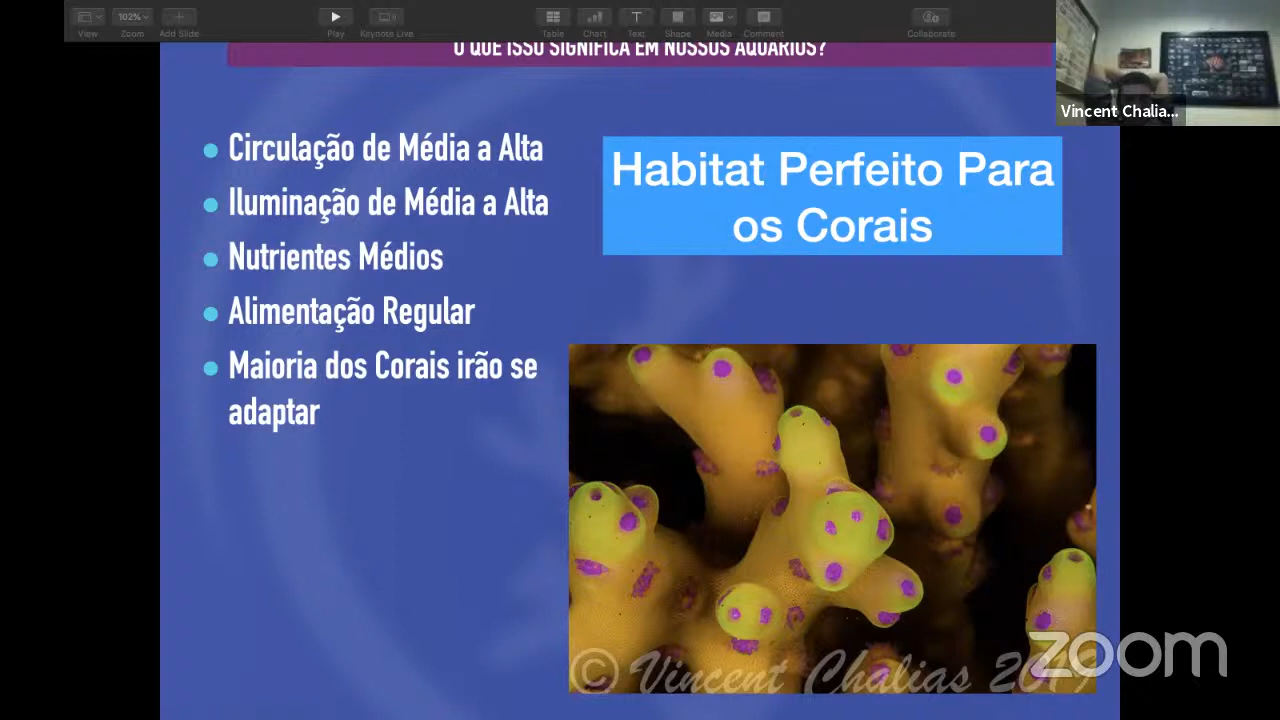 View
102%
Zoom
Add Slide
Play
Keynote Live
Table
Chart
Text
Shape
Media
Comment
Collaborate
O QUE ISSO SIGNIFICA EM NOSSOS AQUÁRIOS?
Vincent Chalia...
Circulação de Média a Alta
Iluminação de Média a Alta
Nutrientes Médios
Alimentação Regular
Maioria dos Corais irão se
adaptar
Habitat Perfeito Para
os Corais
© Vincent Chalias
zoom